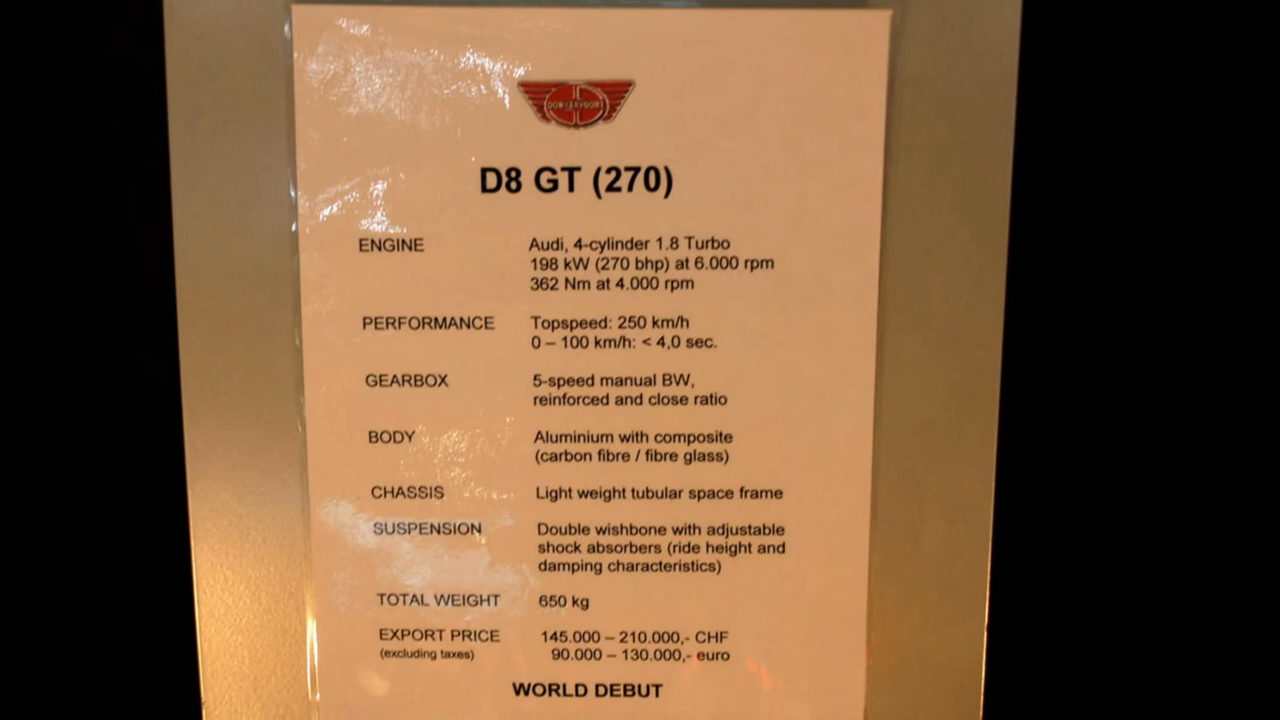 DONKERVOORT
D8 GT (270)
ENGINE Audi, 4-cylinder 1.8 Turbo
198 kW (270 bhp) at 6.000 rpm
362 Nm at 4.000 rpm
PERFORMANCE Topspeed: 250 km/h
0 – 100 km/h: < 4,0 sec.
GEARBOX 5-speed manual BW,
reinforced and close ratio
BODY Aluminium with composite
(carbon fibre / fibre glass)
CHASSIS Light weight tubular space frame
SUSPENSION Double wishbone with adjustable
shock absorbers (ride height and
damping characteristics)
TOTAL WEIGHT 650 kg
EXPORT PRICE 145.000 – 210.000,- CHF
(excluding taxes) 90.000 – 130.000,- euro
WORLD DEBUT